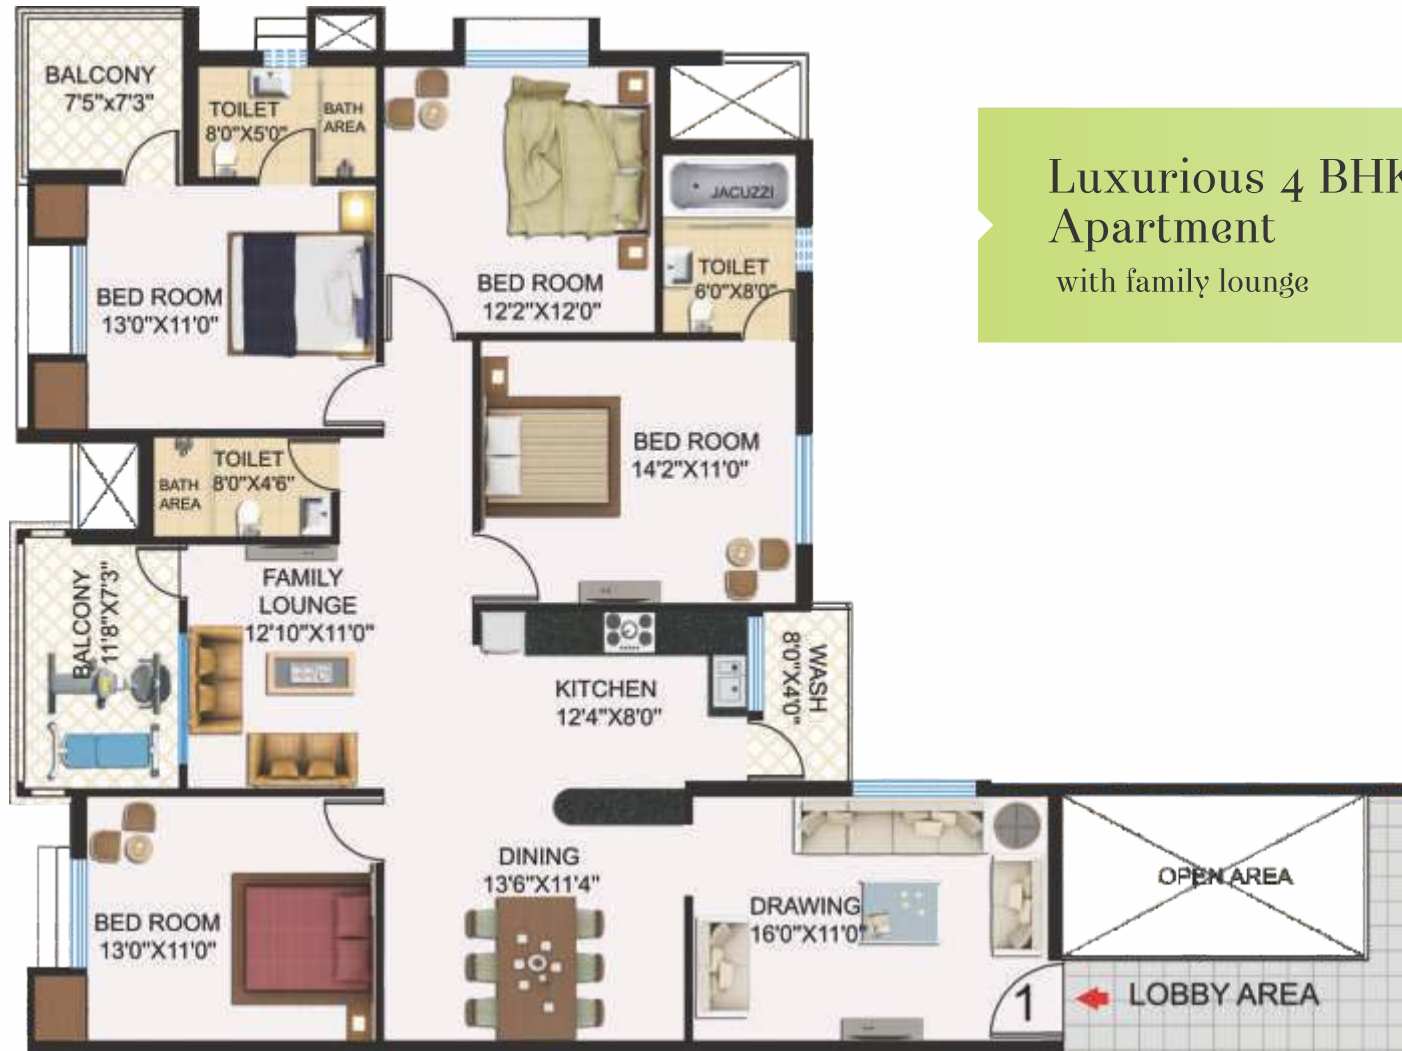 BALCONY
7'5"x7'3"
TOILET
8'0"X5'0"
BATH
AREA
BED ROOM
13'0"X11'0"
BED ROOM
12'2"X12'0"
JACUZZI
TOILET
6'0"X8'0"
Luxurious 4 BHK
Apartment
with family lounge
TOILET
8'0"X4'6"
BATH
AREA
BED ROOM
14'2"X11'0"
BALCONY
11'8"X7'3"
FAMILY
LOUNGE
12'10"X11'0"
KITCHEN
12'4"X8'0"
WASH
8'0"X4'0"
BED ROOM
13'0"X11'0"
DINING
13'6"X11'4"
DRAWING
16'0"X11'0"
OPEN AREA
1
LOBBY AREA